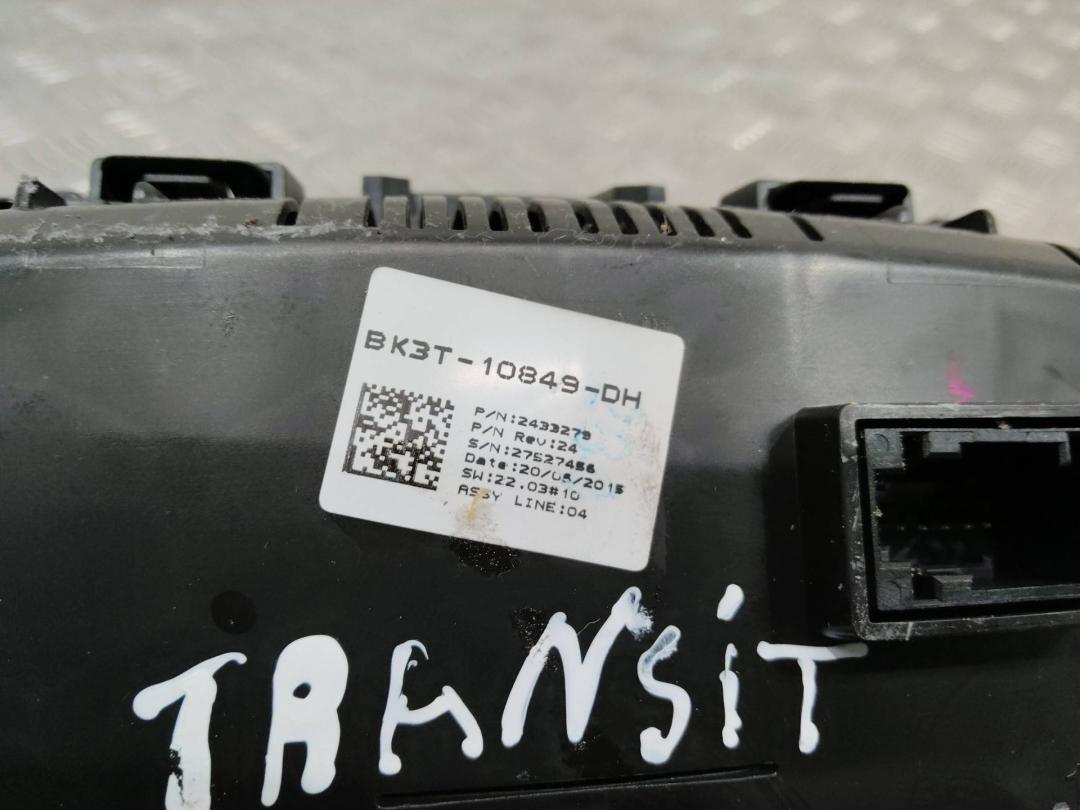 BK3T-10849-DH
P/N:2433279
P/N Rev:24
S/N:27527456
Date:20/05/2015
SW:22.03#10
ASSY LINE:04
TRANSiT